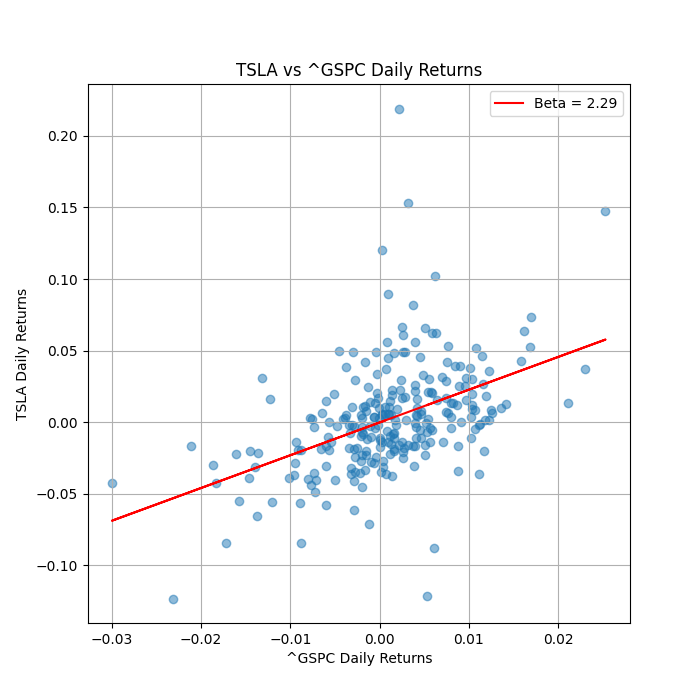 TSLA vs ^GSPC Daily Returns
Beta = 2.29
0.20
0.15
0.10
0.05
0.00
−0.05
−0.10
TSLA Daily Returns
−0.03 −0.02 −0.01 0.00 0.01 0.02
^GSPC Daily Returns